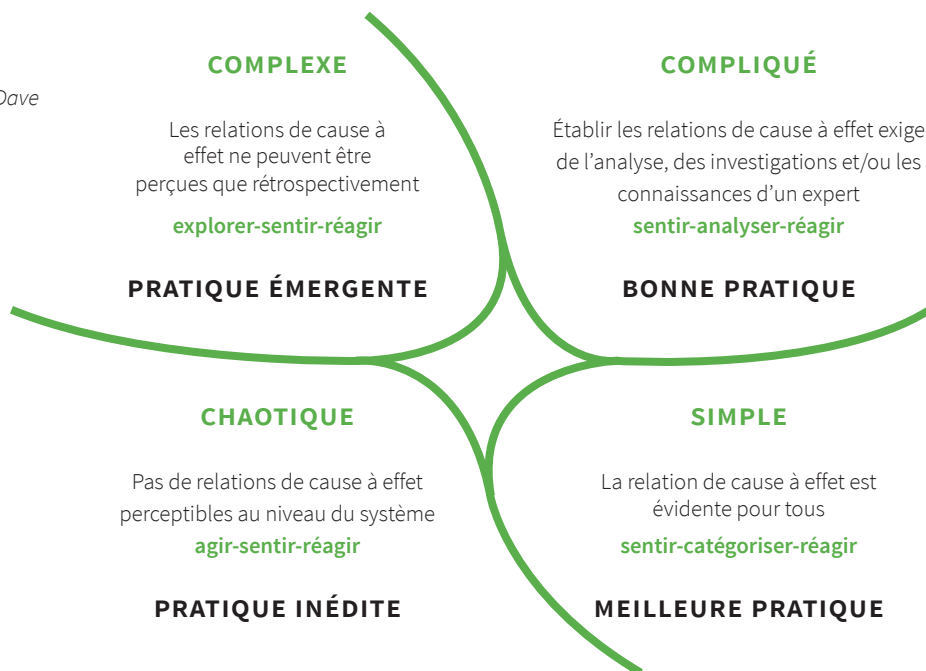 Dave
COMPLEXE
Les relations de cause à
effet ne peuvent être
perçues que rétrospectivement
explorer-sentir-réagir
PRATIQUE ÉMERGENTE
COMPLIQUÉ
Établir les relations de cause à effet exige
de l’analyse, des investigations et/ou les
connaissances d’un expert
sentir-analyser-réagir
BONNE PRATIQUE
CHAOTIQUE
Pas de relations de cause à effet
perceptibles au niveau du système
agir-sentir-réagir
PRATIQUE INÉDITE
SIMPLE
La relation de cause à effet est
évidente pour tous
sentir-catégoriser-réagir
MEILLEURE PRATIQUE